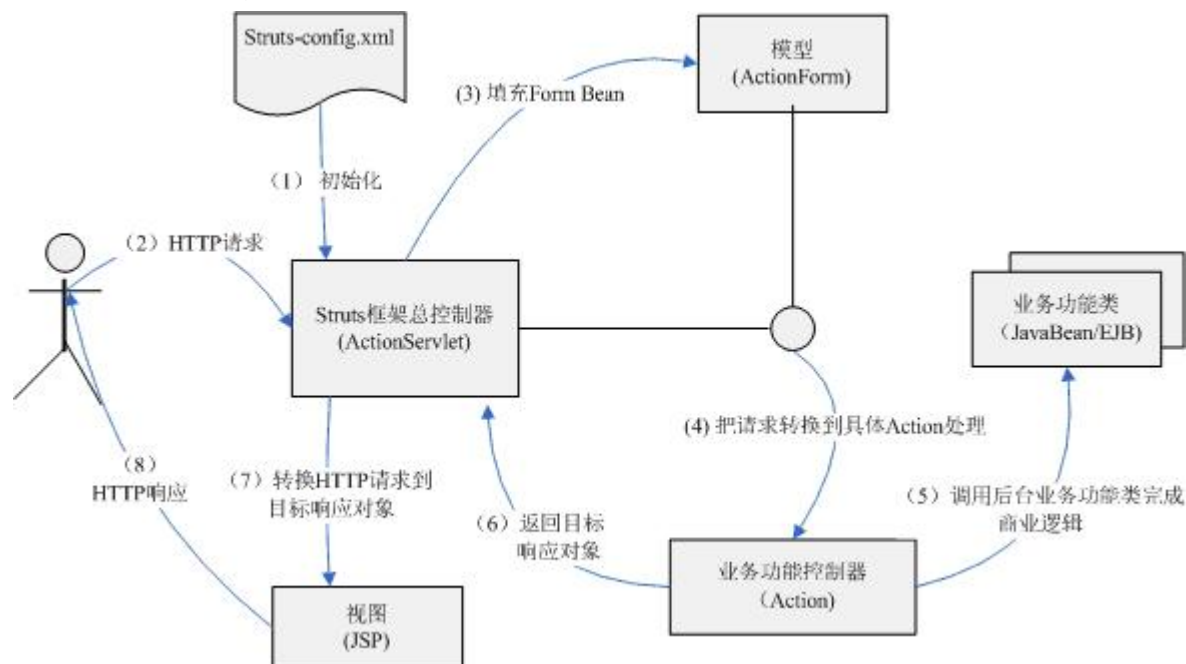 Struts-config.xml
模型
(ActionForm)
(3) 填充Form Bean
（1） 初始化
（2）HTTP请求
Struts框架总控制器
(ActionServlet)
业务功能类
（JavaBean/EJB)
(4) 把请求转换到具体Action处理
（8）
HTTP响应
（7）转换HTTP请求到
目标响应对象
（6）返回目标
响应对象
（5）调用后台业务功能类完成
商业逻辑
业务功能控制器
（Action)
视图
(JSP)